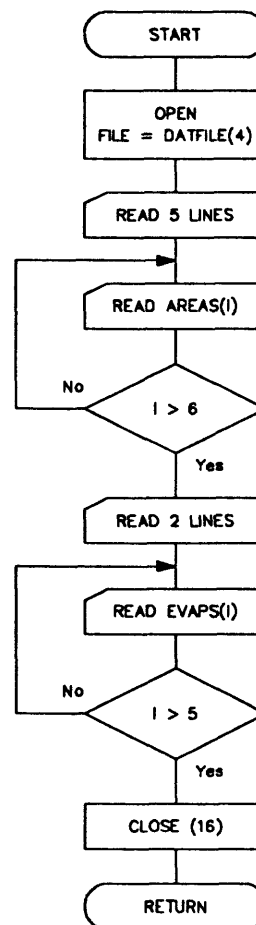 START
OPEN
FILE = DATFILE(4)
READ 5 LINES
READ AREAS(I)
No
I > 6
Yes
READ 2 LINES
READ EVAPS(I)
No
I > 5
Yes
CLOSE (16)
RETURN